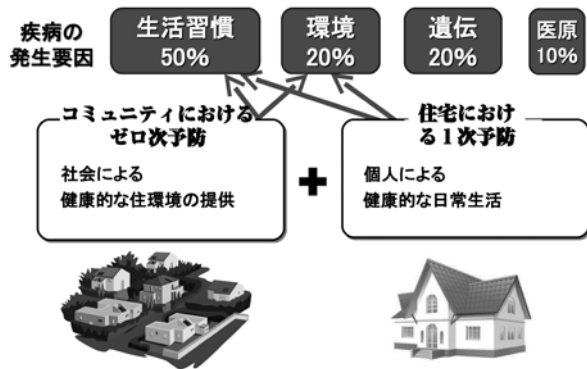 疾病の
発生要因
生活習慣
50%
環境
20%
遺伝
20%
医原
10%
コミュニティにおける
ゼロ次予防
社会による
健康的な住環境の提供
+
住宅におけ
る1次予防
個人による
健康的な日常生活